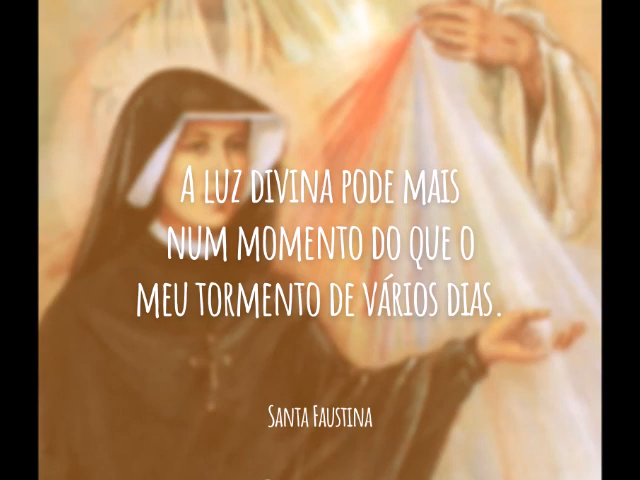 A luz divina pode mais
num momento do que o
meu tormento de vários dias.
Santa Faustina